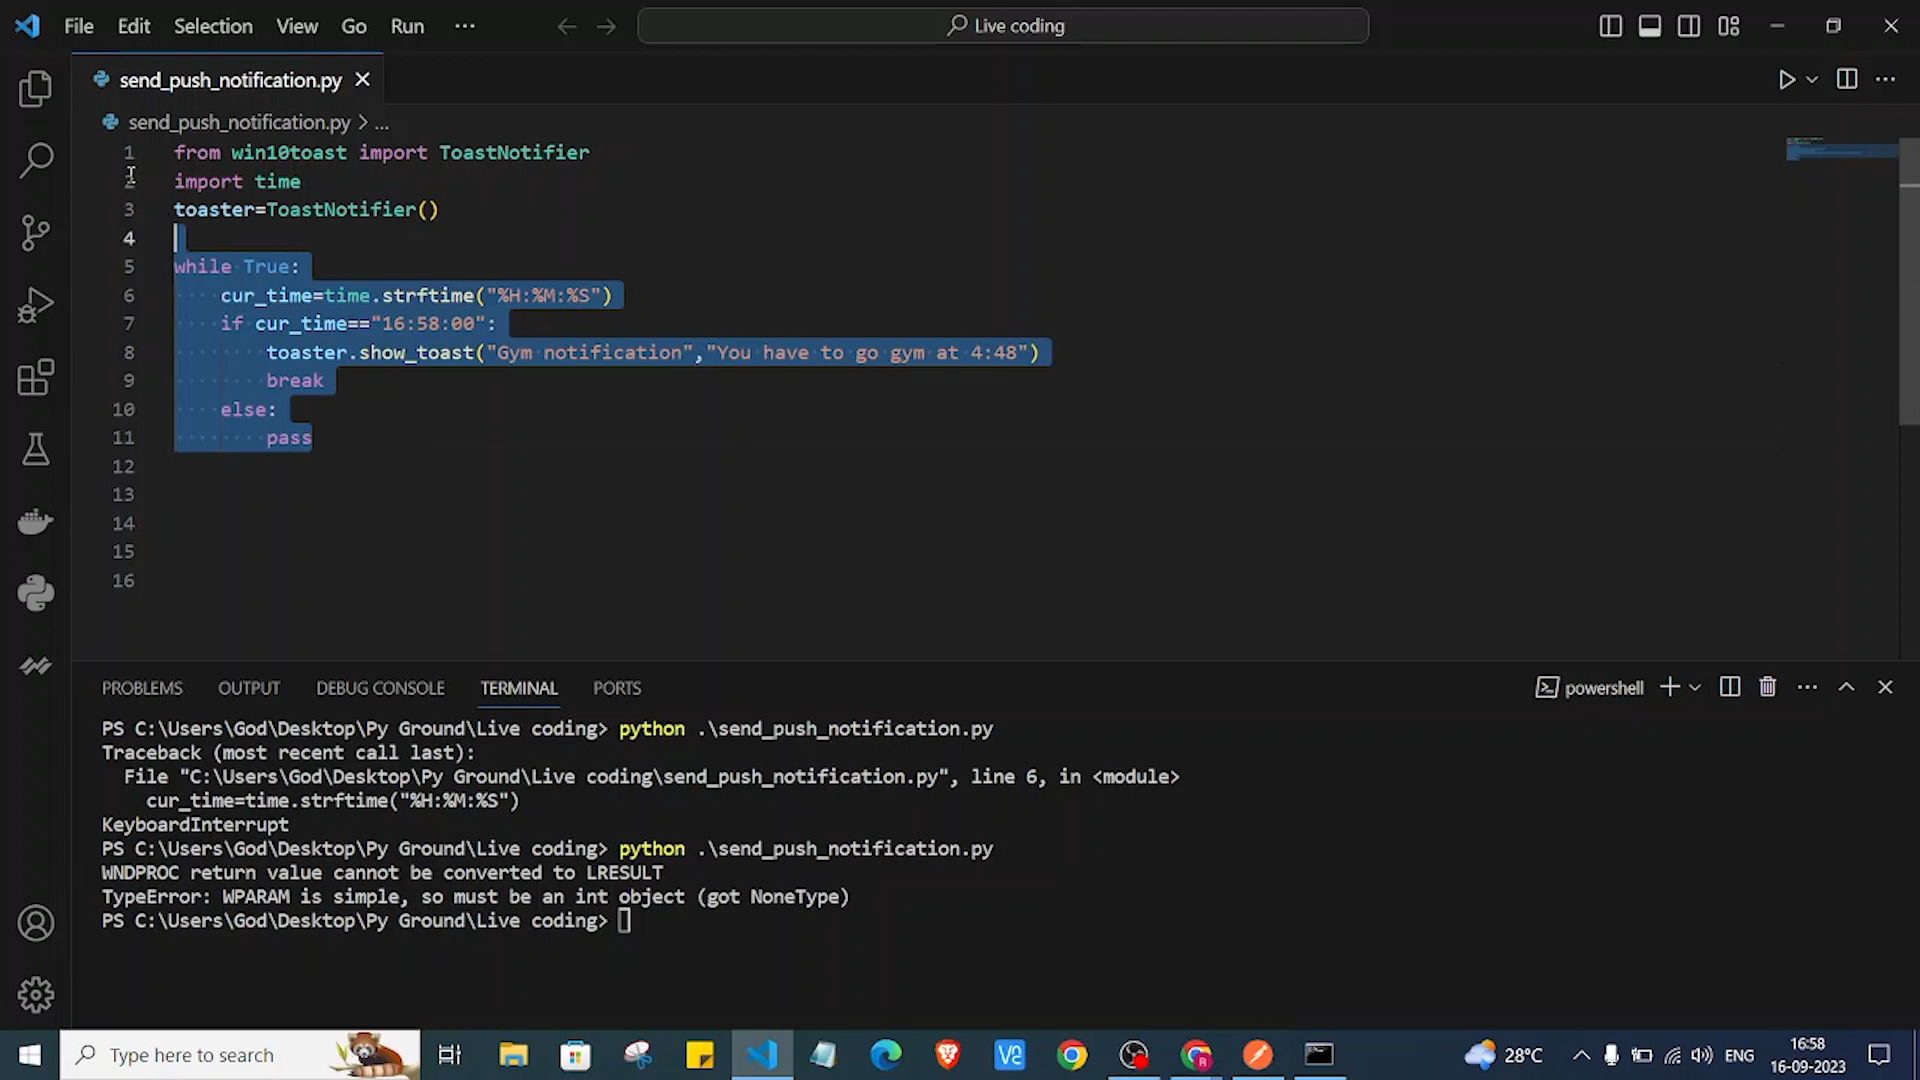 File Edit Selection View Go Run ···
Live coding
send_push_notification.py
send_push_notification.py > ...
1 from win10toast import ToastNotifier
2 import time
3 toaster=ToastNotifier()
4
5 while True:
6 cur_time=time.strftime("%H:%M:%S")
7 if cur_time=="16:58:00":
8 toaster.show_toast("Gym notification","You have to go gym at 4:48")
9 break
10 else:
11 pass
12
13
14
15
16
PROBLEMS OUTPUT DEBUG CONSOLE TERMINAL PORTS
powershell
PS C:\Users\God\Desktop\Py Ground\Live coding> python .\send_push_notification.py
Traceback (most recent call last):
File "C:\Users\God\Desktop\Py Ground\Live coding\send_push_notification.py", line 6, in <module>
cur_time=time.strftime("%H:%M:%S")
KeyboardInterrupt
PS C:\Users\God\Desktop\Py Ground\Live coding> python .\send_push_notification.py
WNDPROC return value cannot be converted to LRESULT
TypeError: WPARAM is simple, so must be an int object (got NoneType)
PS C:\Users\God\Desktop\Py Ground\Live coding>
Type here to search
28°C
ENG
16:58
16-09-2023